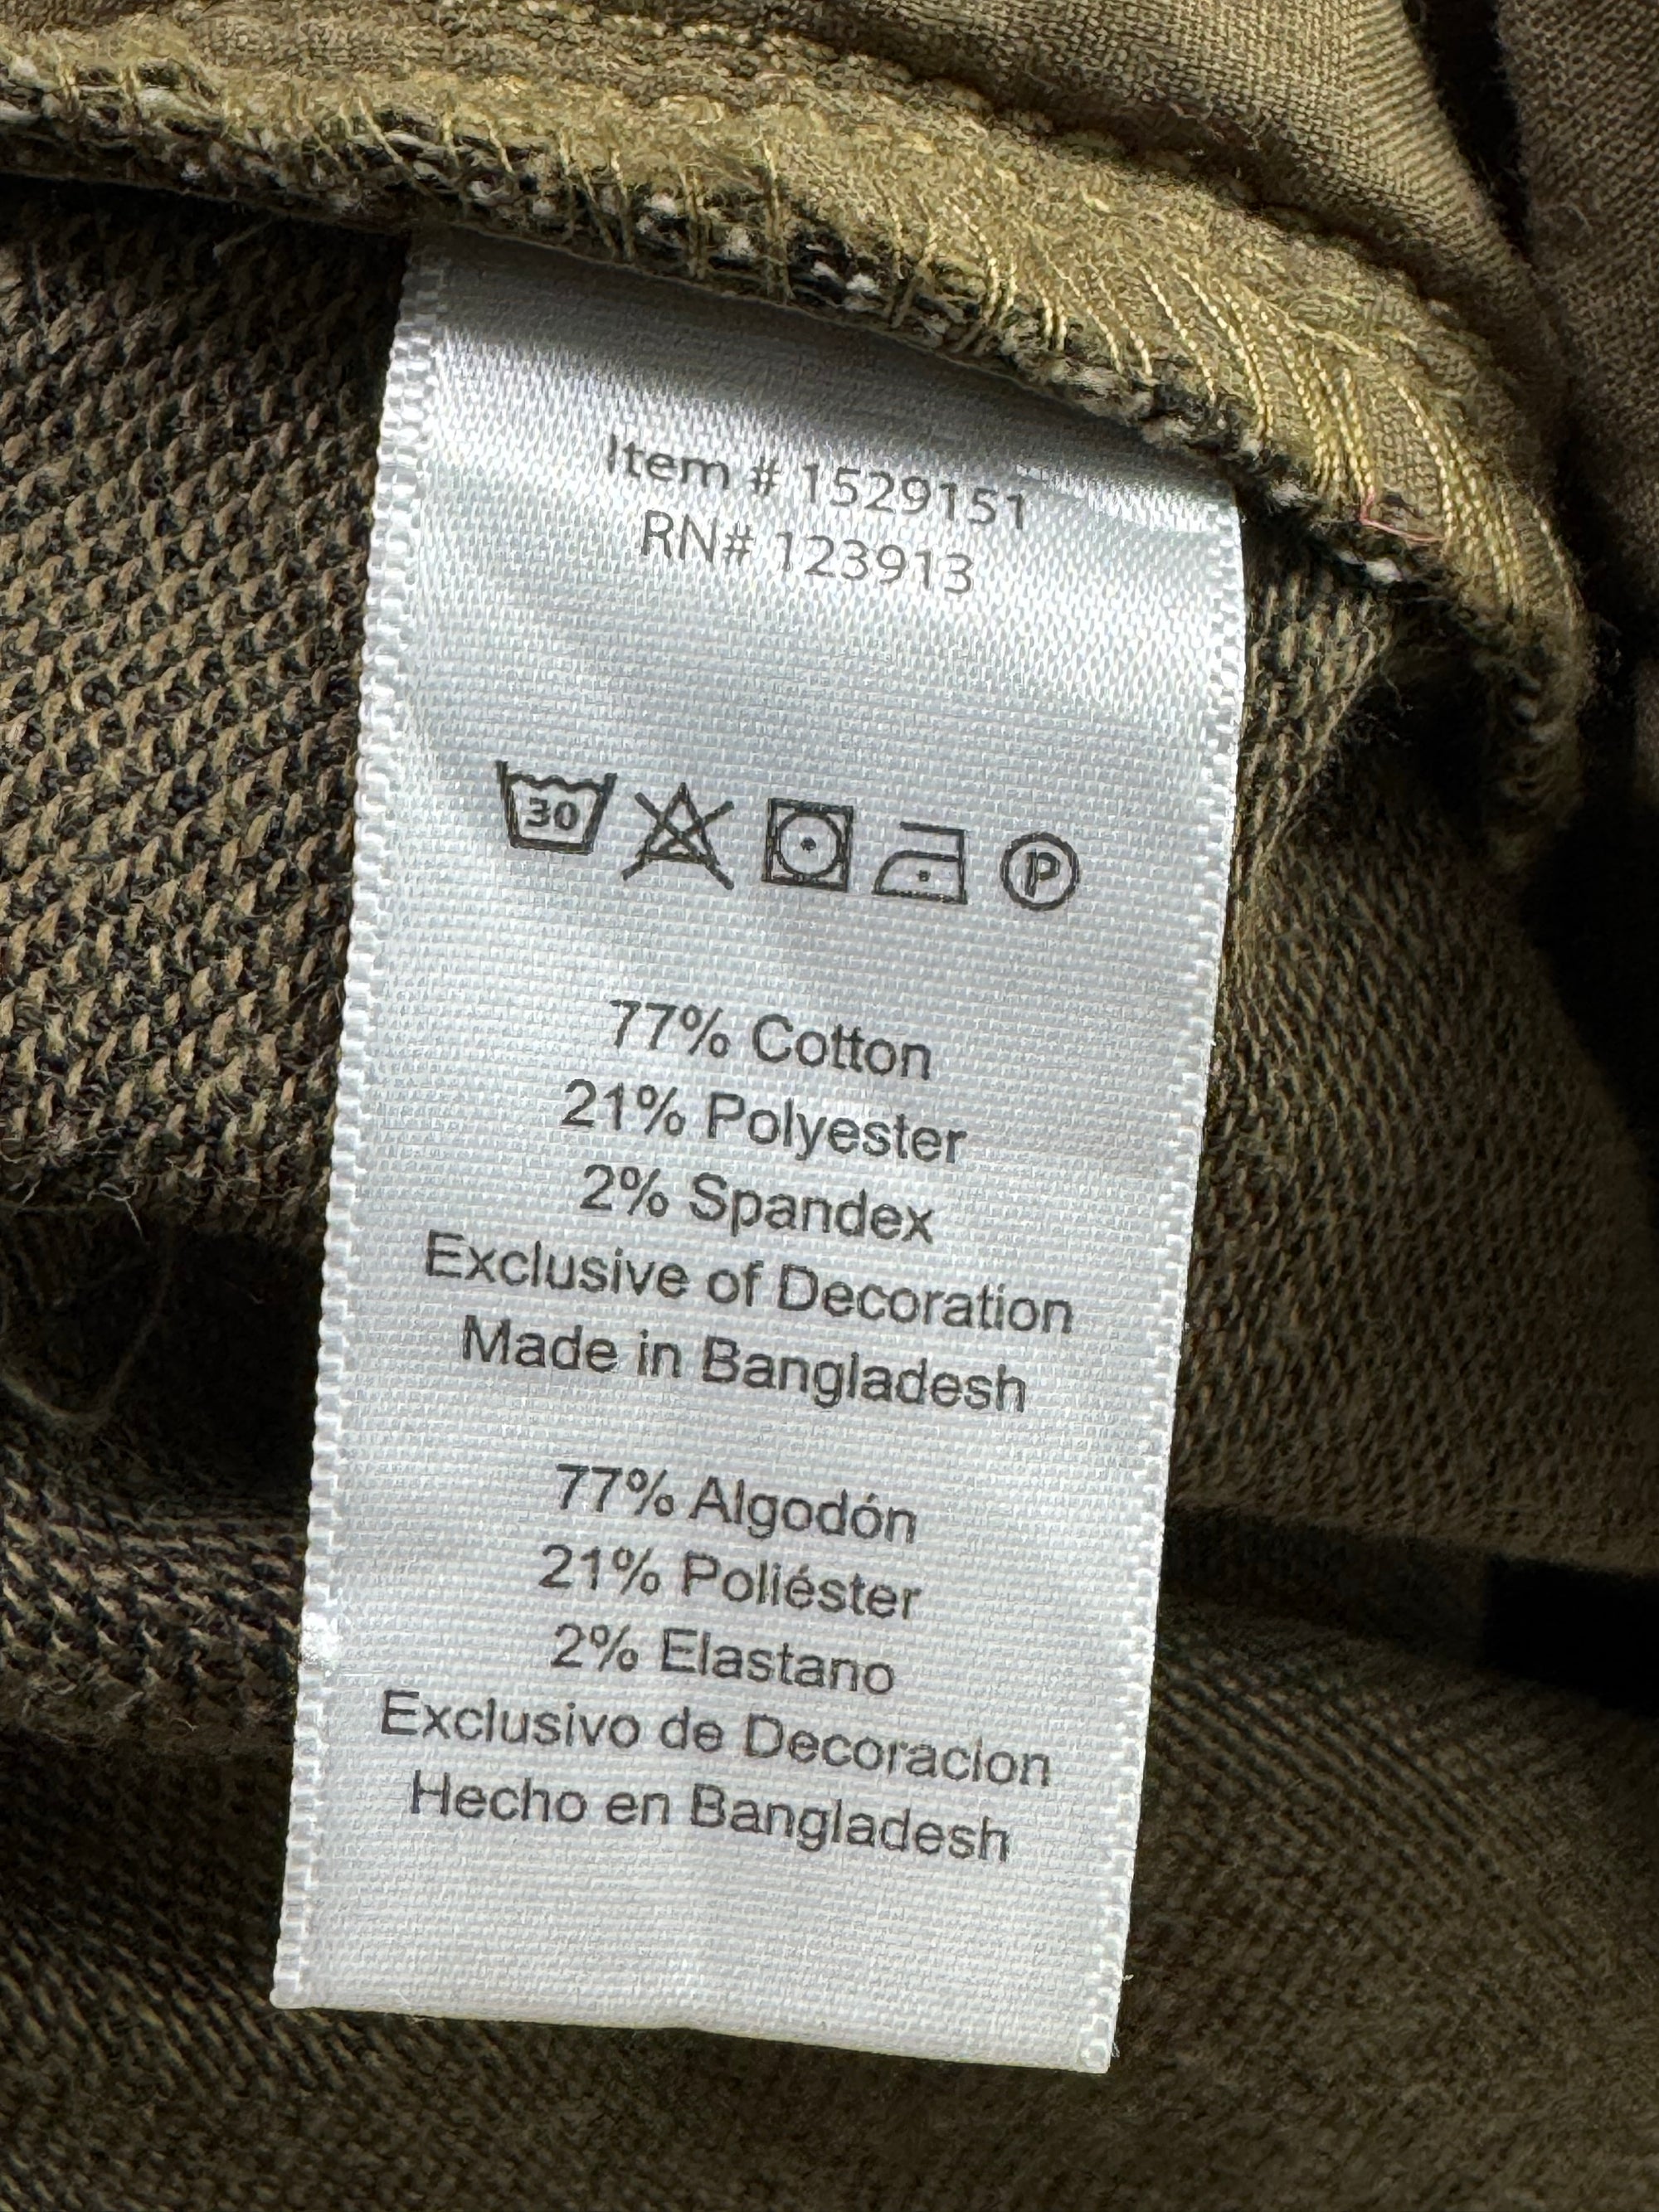 Item # 1529151
RN# 123913
30 P
77% Cotton
21% Polyester
2% Spandex
Exclusive of Decoration
Made in Bangladesh
77% Algodón
21% Poliéster
2% Elastano
Exclusivo de Decoracion
Hecho en Bangladesh